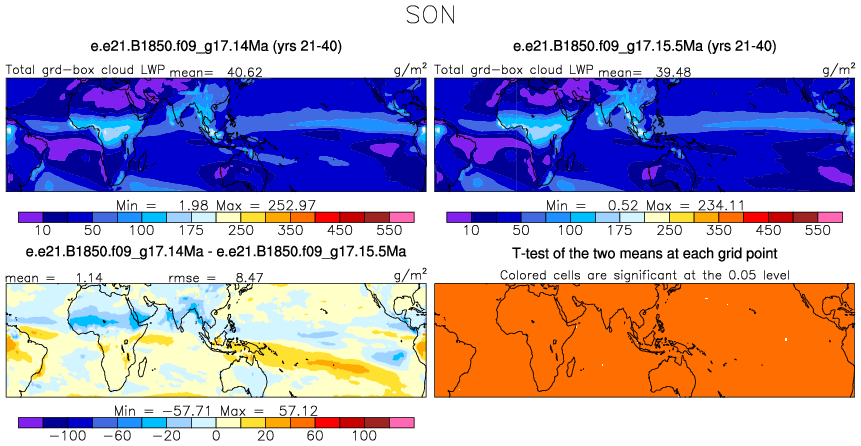 SON
e.e21.B1850.f09_g17.14Ma (yrs 21-40)
Total grd-box cloud LWP mean= 40.62 g/m²
Min = 1.98 Max = 252.97
10 50 100 175 250 350 450 550
e.e21.B1850.f09_g17.15.5Ma (yrs 21-40)
Total grd-box cloud LWP mean= 39.48 g/m²
Min = 0.52 Max = 234.11
10 50 100 175 250 350 450 550
e.e21.B1850.f09_g17.14Ma - e.e21.B1850.f09_g17.15.5Ma
mean = 1.14 rmse = 8.47 g/m²
Min = -57.71 Max = 57.12
-100 -60 -20 0 20 60 100
T-test of the two means at each grid point
Colored cells are significant at the 0.05 level